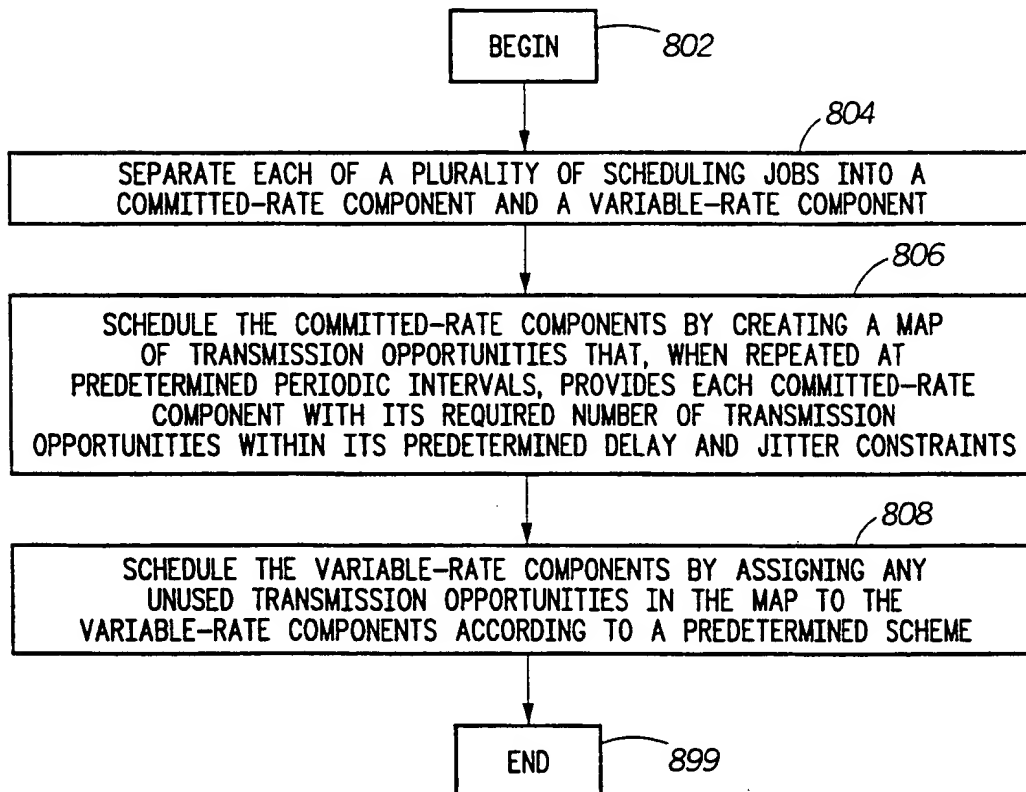 BEGIN
802
804
SEPARATE EACH OF A PLURALITY OF SCHEDULING JOBS INTO A
COMMITTED-RATE COMPONENT AND A VARIABLE-RATE COMPONENT
806
SCHEDULE THE COMMITTED-RATE COMPONENTS BY CREATING A MAP
OF TRANSMISSION OPPORTUNITIES THAT, WHEN REPEATED AT
PREDETERMINED PERIODIC INTERVALS, PROVIDES EACH COMMITTED-RATE
COMPONENT WITH ITS REQUIRED NUMBER OF TRANSMISSION
OPPORTUNITIES WITHIN ITS PREDETERMINED DELAY AND JITTER CONSTRAINTS
808
SCHEDULE THE VARIABLE-RATE COMPONENTS BY ASSIGNING ANY
UNUSED TRANSMISSION OPPORTUNITIES IN THE MAP TO THE
VARIABLE-RATE COMPONENTS ACCORDING TO A PREDETERMINED SCHEME
END
899